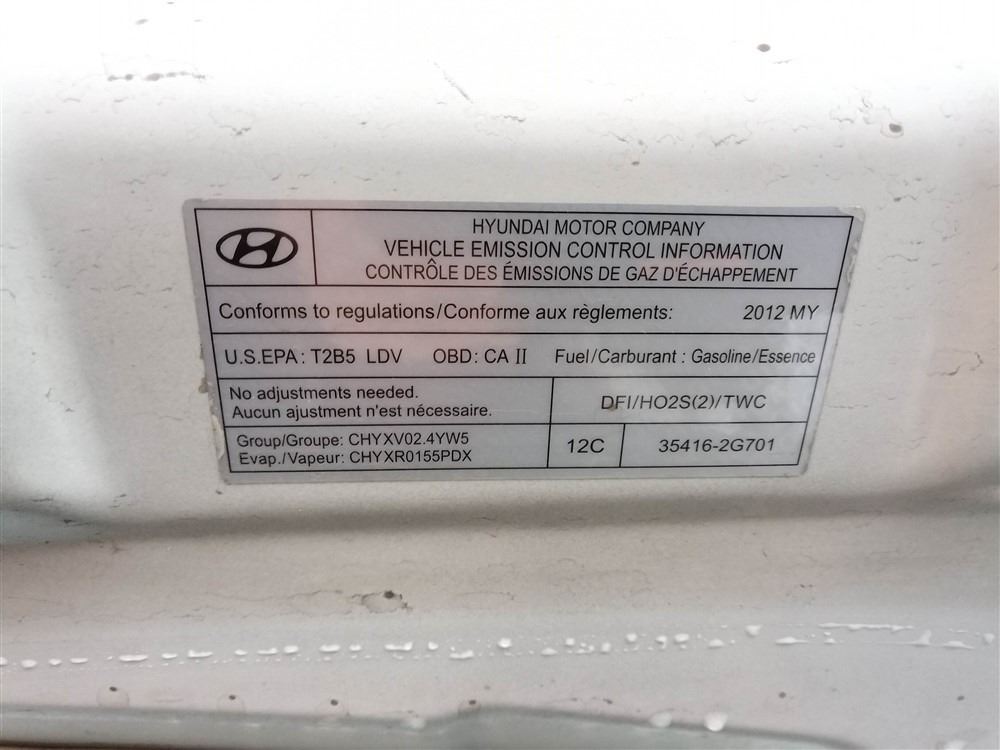 HYUNDAI MOTOR COMPANY
VEHICLE EMISSION CONTROL INFORMATION
CONTRÔLE DES ÉMISSIONS DE GAZ D'ÉCHAPPEMENT
Conforms to regulations/Conforme aux règlements: 2012 MY
U.S.EPA : T2B5 LDV OBD: CA II Fuel/Carburant : Gasoline/Essence
No adjustments needed.
Aucun ajustment n'est nécessaire.
DFI/HO2S(2)/TWC
Group/Groupe: CHYXV02.4YW5
Evap./Vapeur: CHYXR0155PDX
12C
35416-2G701